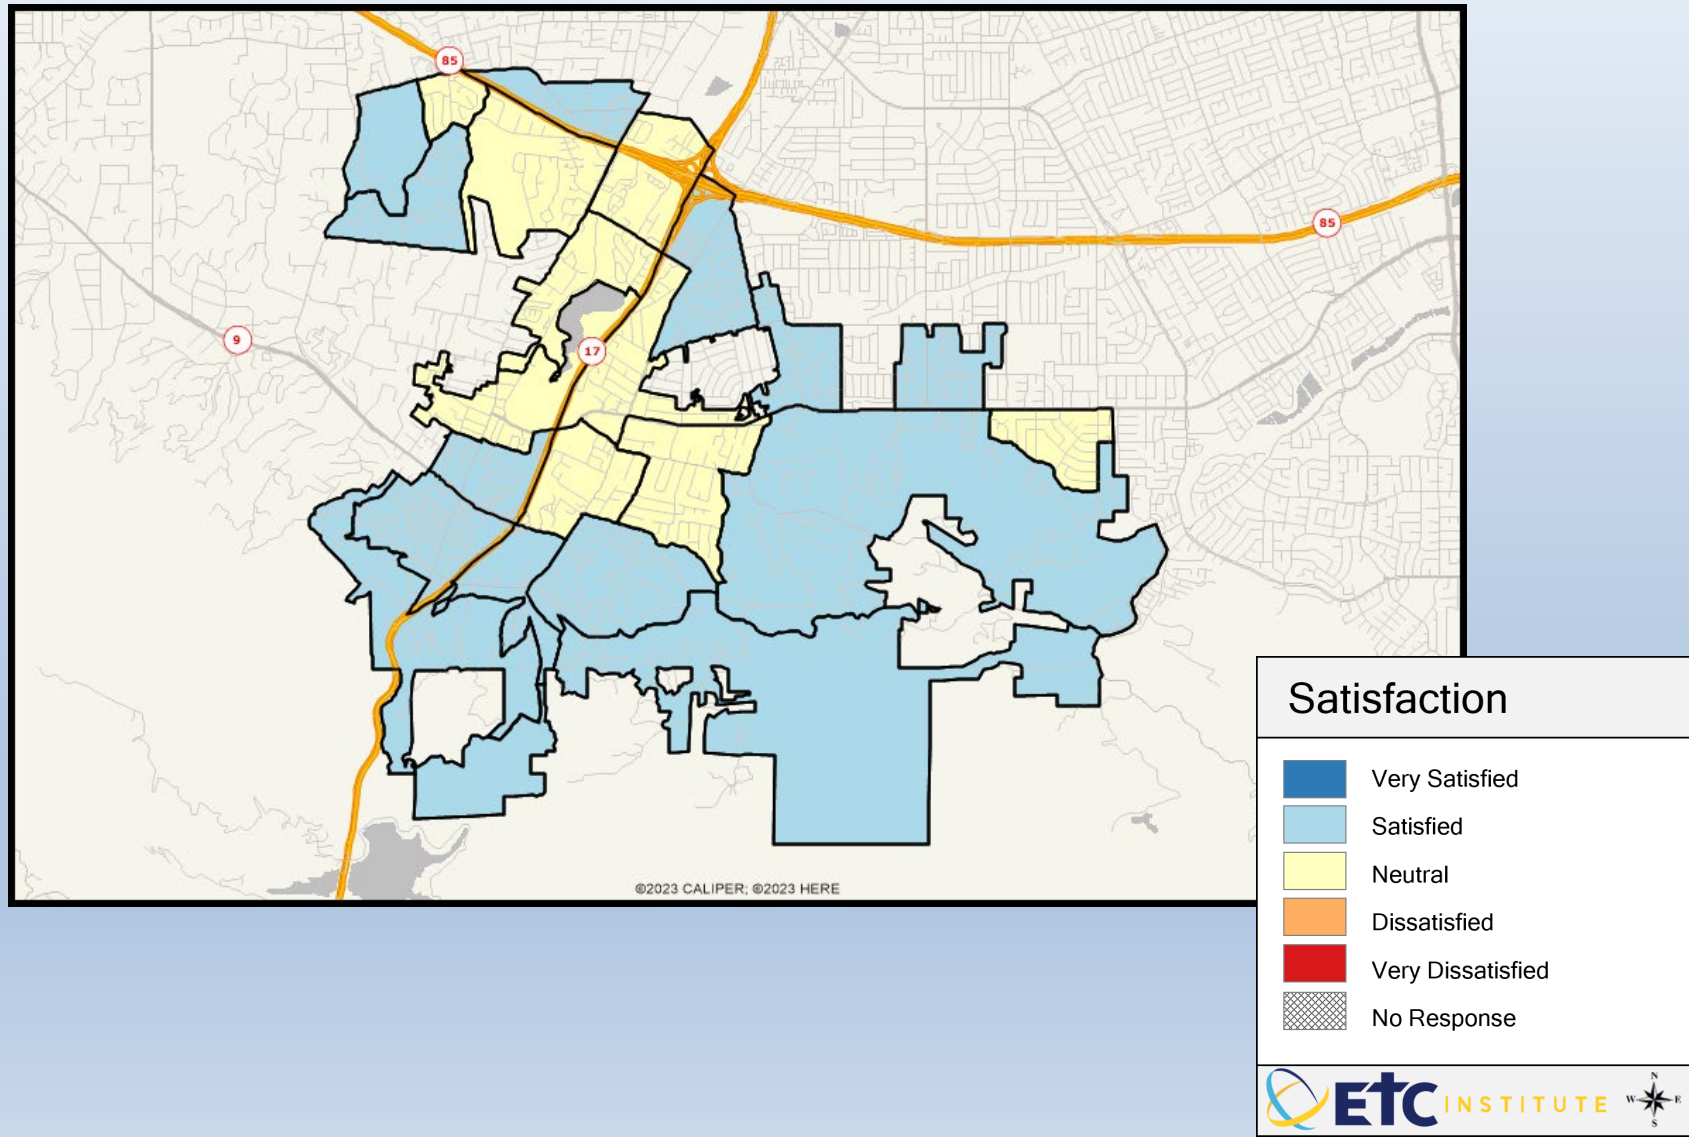 85
85
9
17
©2023 CALIPER; ©2023 HERE
Satisfaction
Very Satisfied
Satisfied
Neutral
Dissatisfied
Very Dissatisfied
No Response
ETC INSTITUTE
N
W E
S